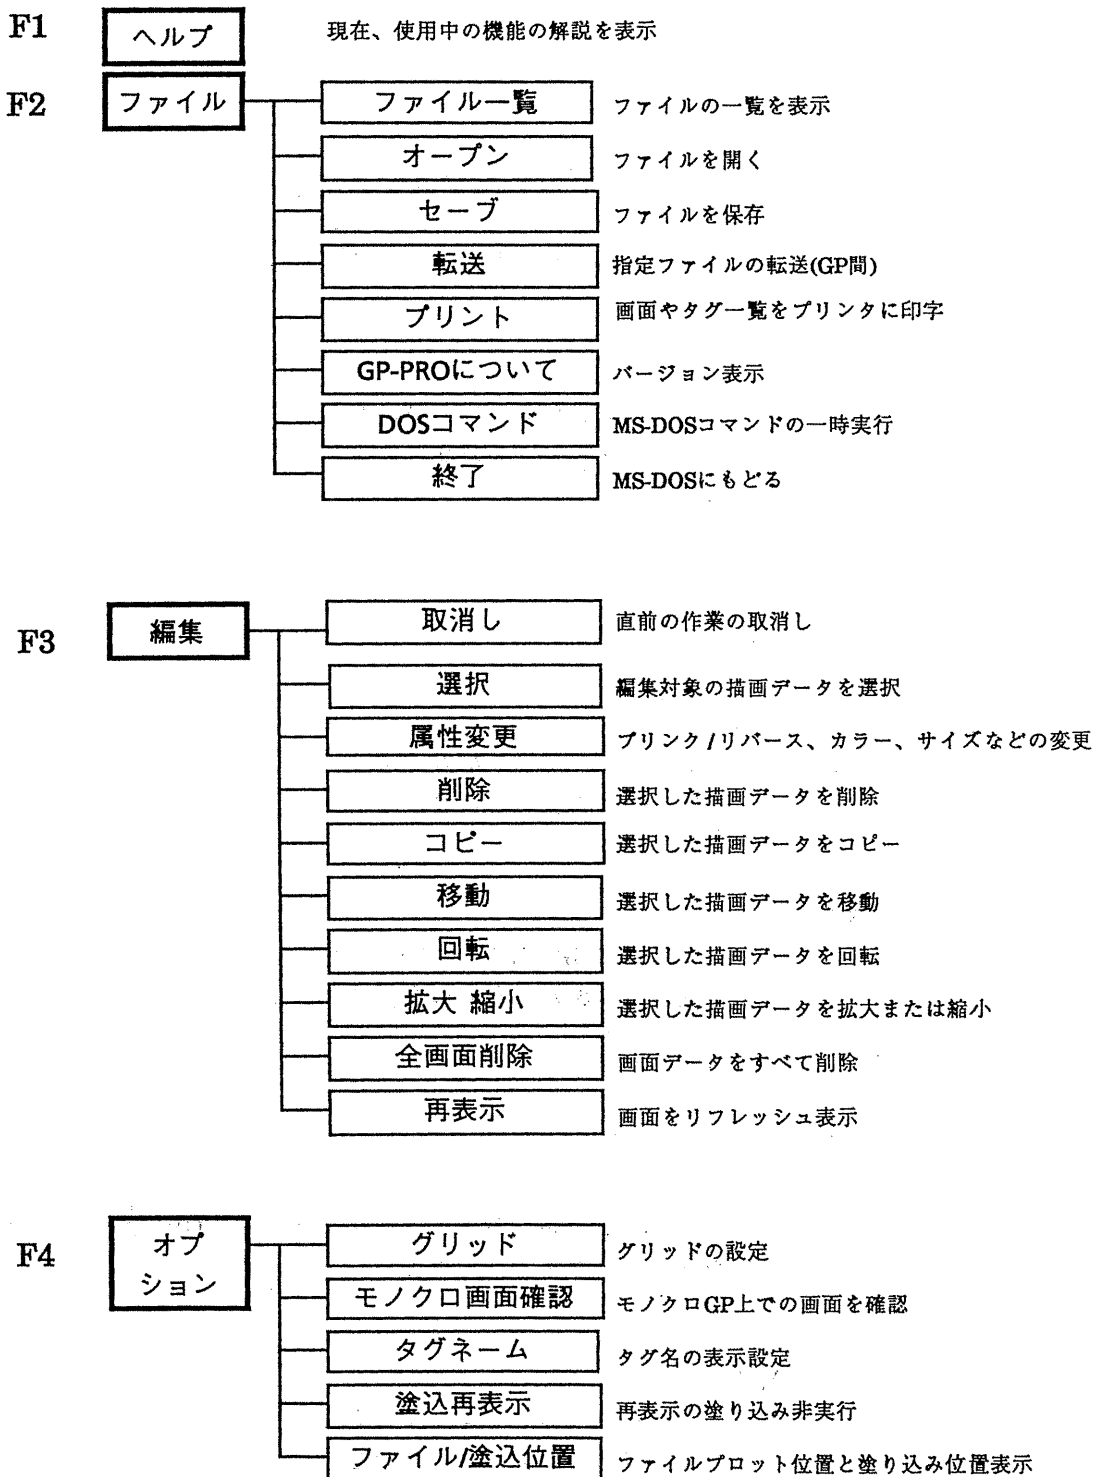 F1 ヘルプ 現在、使用中の機能の解説を表示
F2 ファイル ファイル一覧 ファイルの一覧を表示
オープン ファイルを開く
セーブ ファイルを保存
転送 指定ファイルの転送(GP間)
プリント 画面やタグ一覧をプリンタに印字
GP-PROについて バージョン表示
DOSコマンド MS-DOSコマンドの一時実行
終了 MS-DOSにもどる
F3 編集 取消し 直前の作業の取消し
選択 編集対象の描画データを選択
属性変更 ブリンク/リバース、カラー、サイズなどの変更
削除 選択した描画データを削除
コピー 選択した描画データをコピー
移動 選択した描画データを移動
回転 選択した描画データを回転
拡大 縮小 選択した描画データを拡大または縮小
全画面削除 画面データをすべて削除
再表示 画面をリフレッシュ表示
F4 オプ
ション
グリッド グリッドの設定
モノクロ画面確認 モノクロGP上での画面を確認
タグネーム タグ名の表示設定
塗込再表示 再表示の塗り込み非実行
ファイル/塗込位置 ファイルプロット位置と塗り込み位置表示